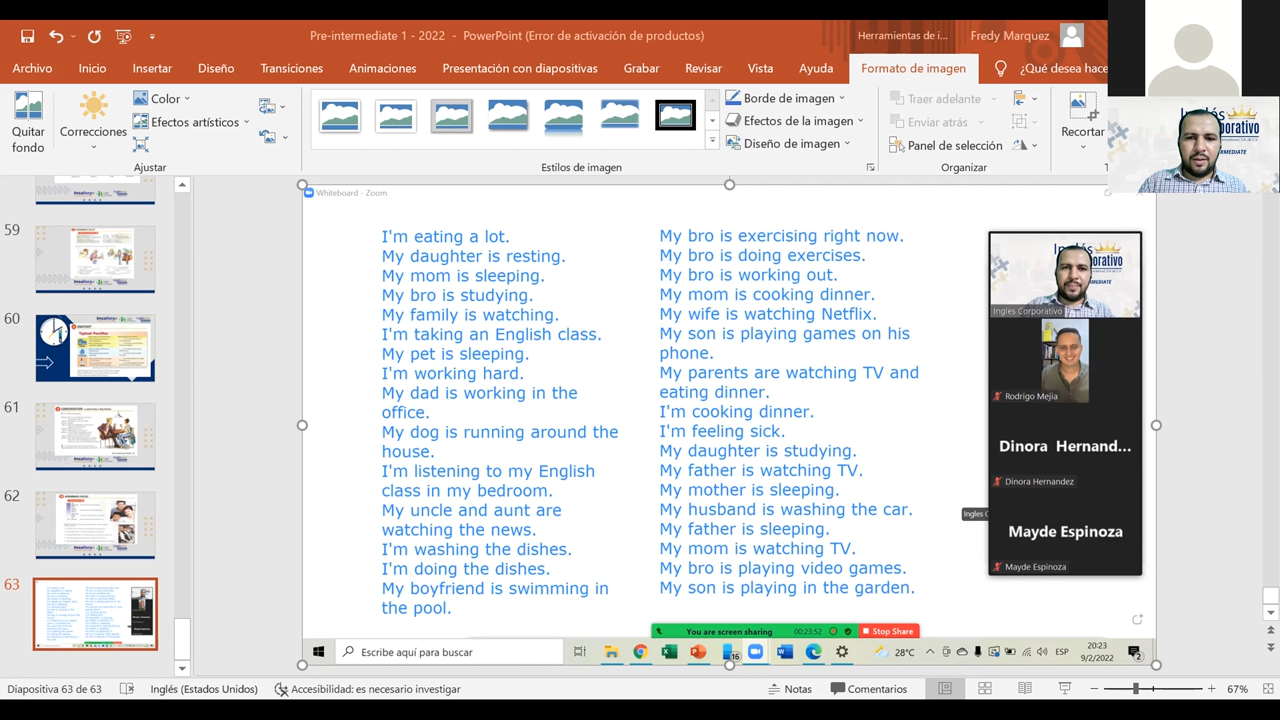 Pre-intermediate 1 - 2022 - PowerPoint (Error de activación de productos)
Herramientas de i...
Fredy Marquez
Archivo Inicio Insertar Diseño Transiciones Animaciones Presentación con diapositivas Grabar Revisar Vista Ayuda Formato de imagen ¿Qué desea hace
Quitar fondo
Correcciones
Color
Efectos artísticos
Ajustar
Estilos de imagen
Borde de imagen
Efectos de la imagen
Diseño de imagen
Traer adelante
Enviar atrás
Panel de selección
Organizar
Recortar
59
60
61
62
63
Whiteboard - Zoom
I'm eating a lot.
My daughter is resting.
My mom is sleeping.
My bro is studying.
My family is watching.
I'm taking an English class.
My pet is sleeping.
I'm working hard.
My dad is working in the
office.
My dog is running around the
house.
I'm listening to my English
class in my bedpom.
My uncle and aunt are
watching the news.
I'm washing the dishes.
I'm doing the dishes.
My boyfriend is swimming in
the pool.
My bro is exercising right now.
My bro is doing exercises.
My bro is working out.
My mom is cooking dinner.
My wife is watching Netflix.
My son is playing games on his
phone.
My parents are watching TV and
eating dinner.
I'm cooking dinner.
I'm feeling sick.
My daughter is studying.
My father is watching TV.
My mother is sleeping.
My husband is washing the car.
My father is sleeping.
My mom is watching TV.
My bro is playing video games.
My son is playing in the garden.
Ingles Corporativo
Rodrigo Mejia
Dinora Hernand...
Dinora Hernandez
Mayde Espinoza
Mayde Espinoza
Ingles C
You are screen sharing
00:23:52
Stop Share
Escribe aquí para buscar
16
28°C
ESP
20:23
9/2/2022
2
Diapositiva 63 de 63
Inglés (Estados Unidos)
Accesibilidad: es necesario investigar
Notas
Comentarios
67%